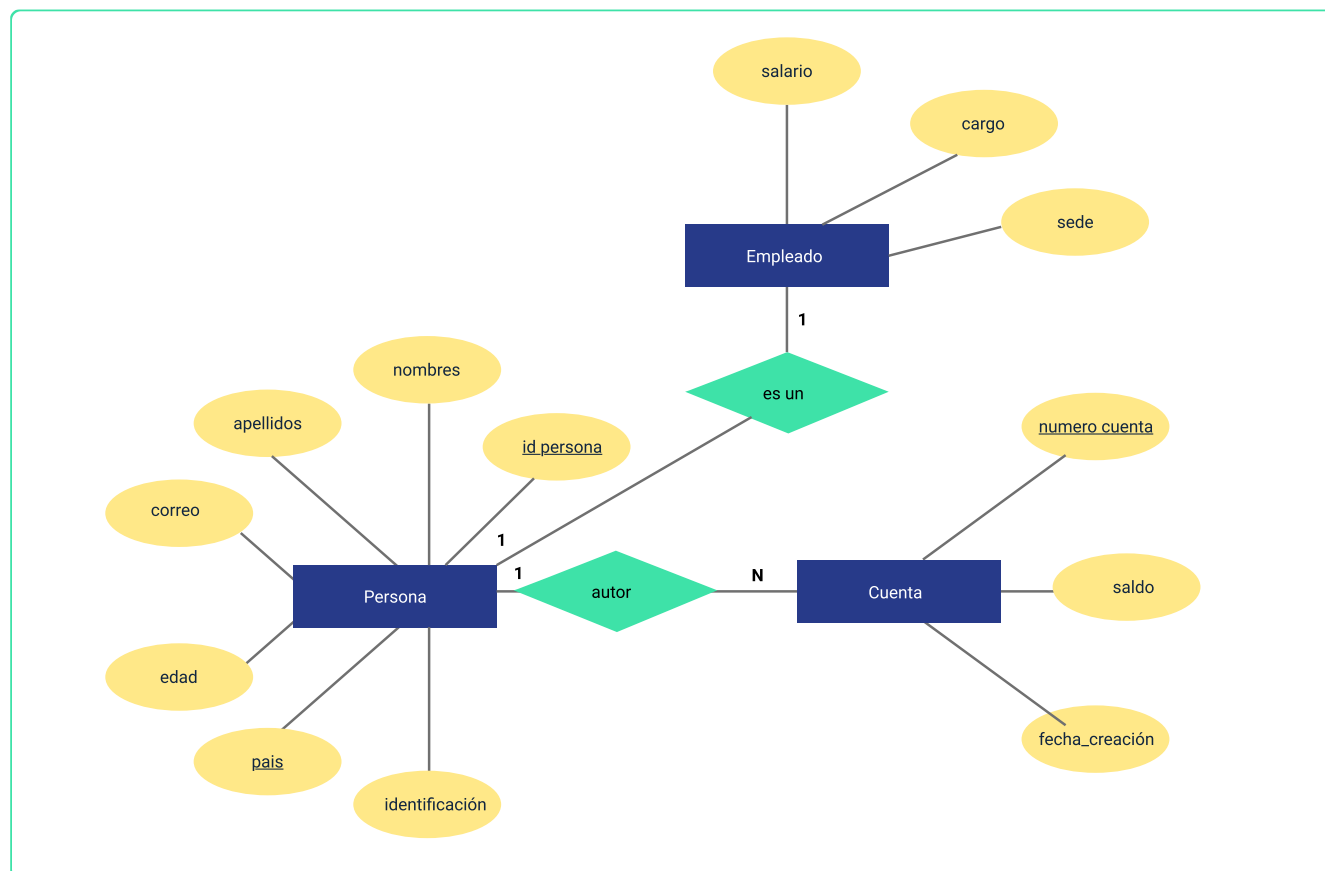 salario
cargo
sede
Empleado
1
nombres
es un
apellidos
numero cuenta
id persona
correo
1
1
N
autor
Persona
Cuenta
saldo
edad
fecha_creación
pais
identificación